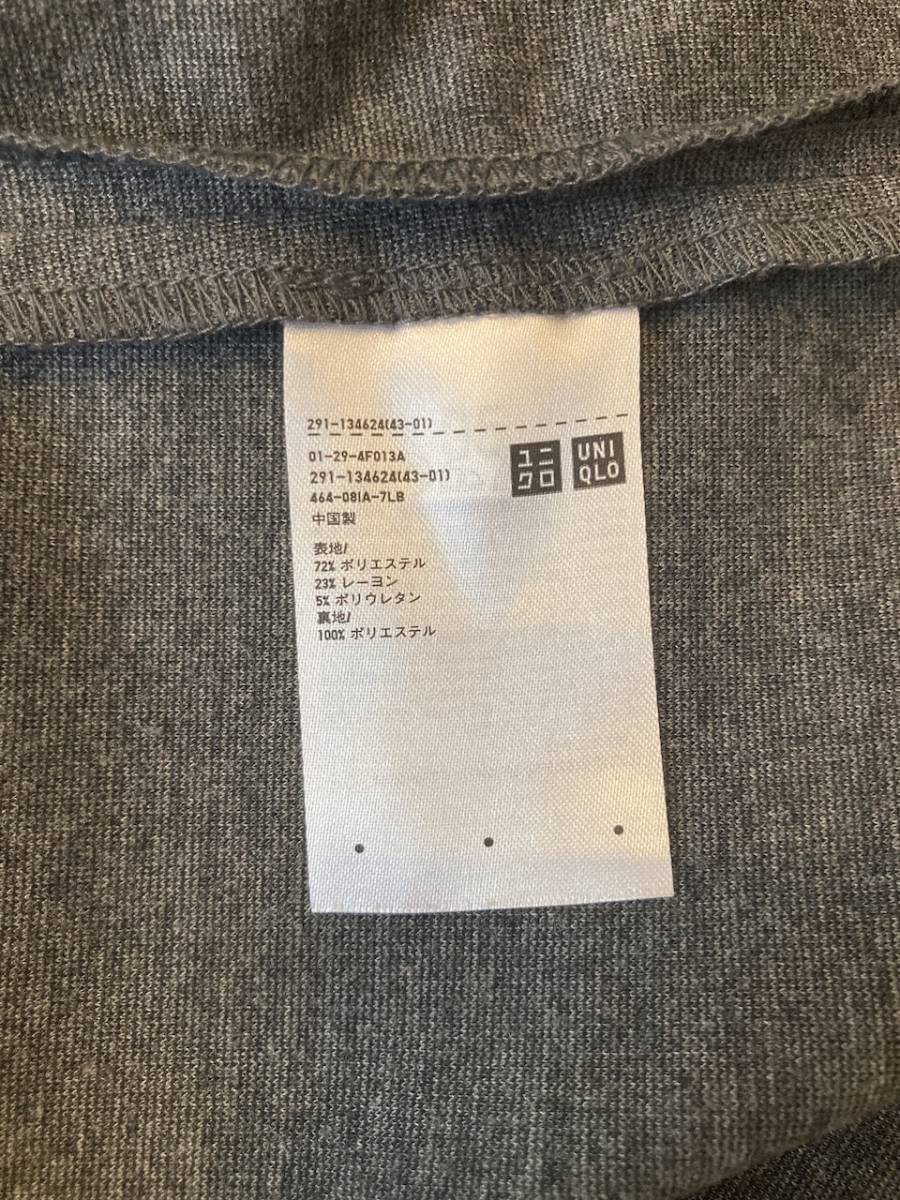 291-134624(43-01)
01-29-4F013A
291-134624(43-01)
464-08IA-7LB
中国製
表地/
72% ポリエステル
23% レーヨン
5% ポリウレタン
裏地/
100% ポリエステル
ユニ
クロ
UNI
QLO